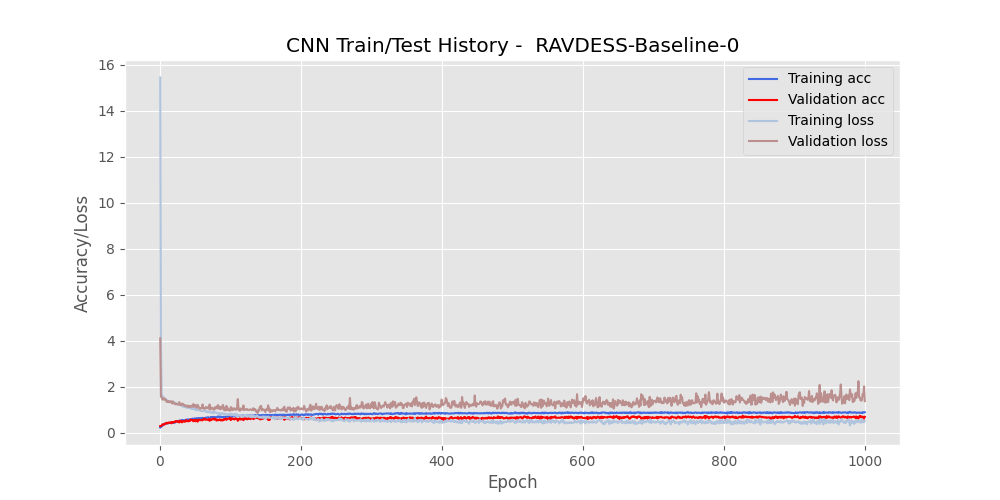 CNN Train/Test History -  RAVDESS-Baseline-0
Training acc
Validation acc
Training loss
Validation loss
Accuracy/Loss
16
14
12
10
8
6
4
2
0
0 200 400 600 800 1000
Epoch